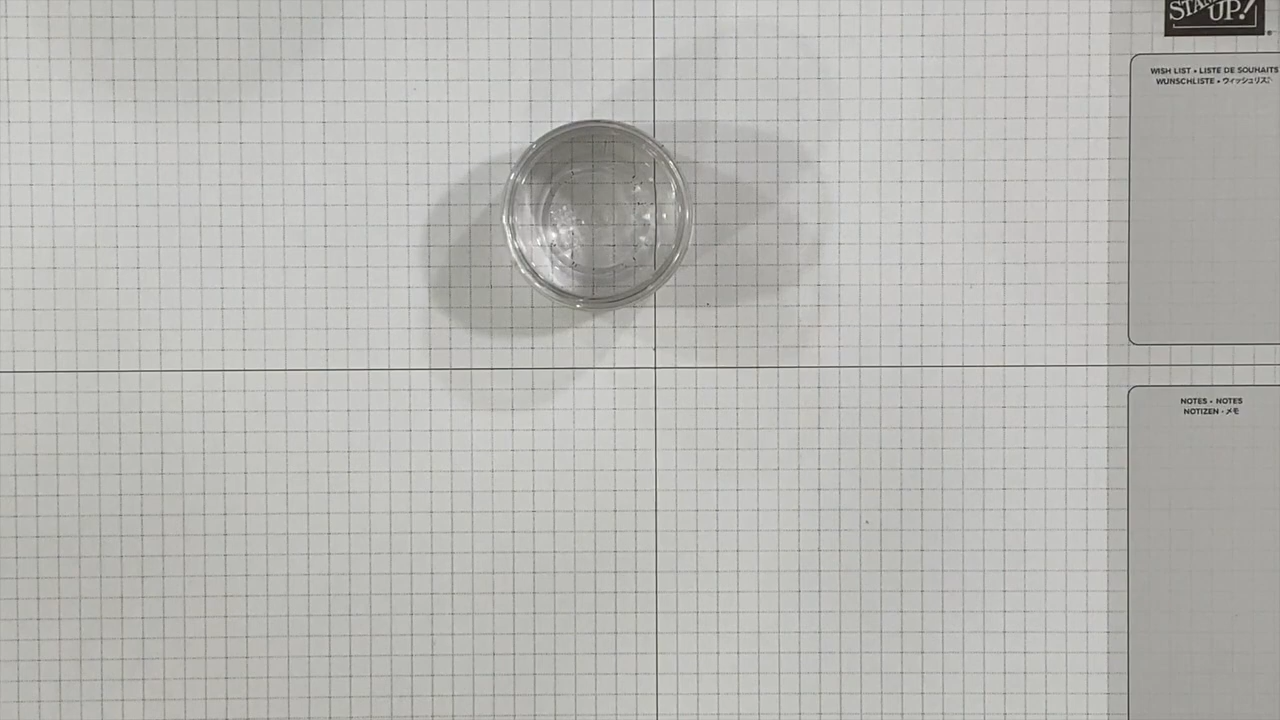 STAMPIN'
UP!®
WISH LIST • LISTE DE SOUHAITS
WUNSCHLISTE • ウィッシュリスト
NOTES • NOTES
NOTIZEN • メモ